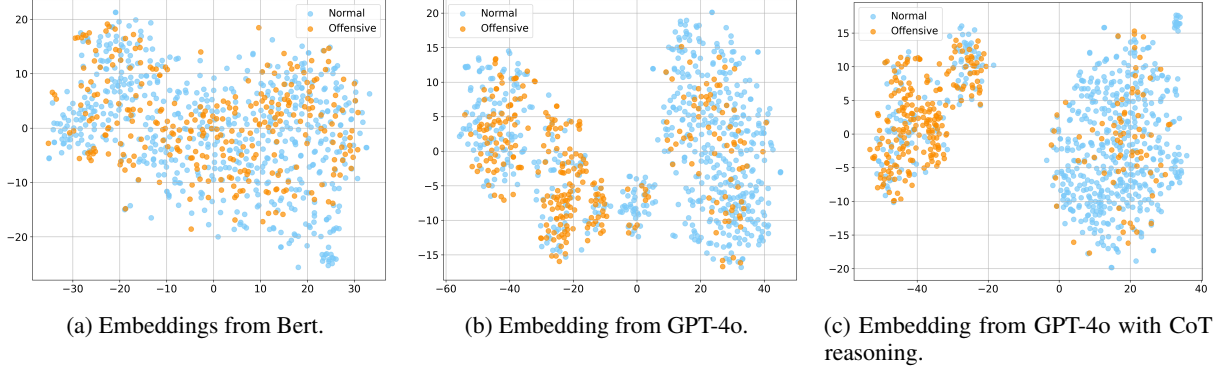 Normal
Offensive
20
10
0
−10
−20
−30 −20 −10 0 10 20 30
(a) Embeddings from Bert.
Normal
Offensive
20
15
10
5
0
−5
−10
−15
−60 −40 −20 0 20 40
(b) Embedding from GPT-4o.
Normal
Offensive
15
10
5
0
−5
−10
−15
−20
−40 −20 0 20 40
(c) Embedding from GPT-4o with CoT
reasoning.